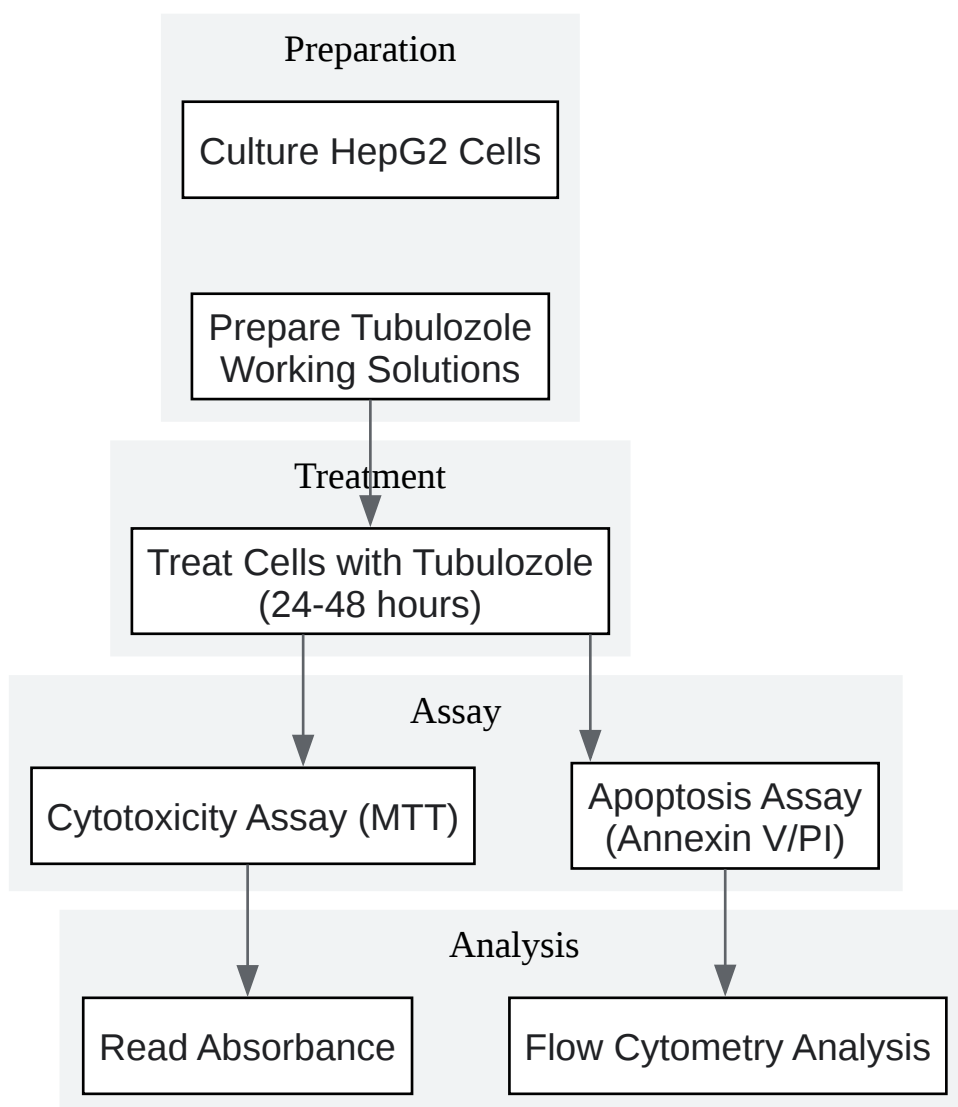 Preparation
Culture HepG2 Cells
Prepare Tubulozole
Working Solutions
Treatment
Treat Cells with Tubulozole
(24-48 hours)
Assay
Cytotoxicity Assay (MTT)
Apoptosis Assay
(Annexin V/PI)
Analysis
Read Absorbance
Flow Cytometry Analysis